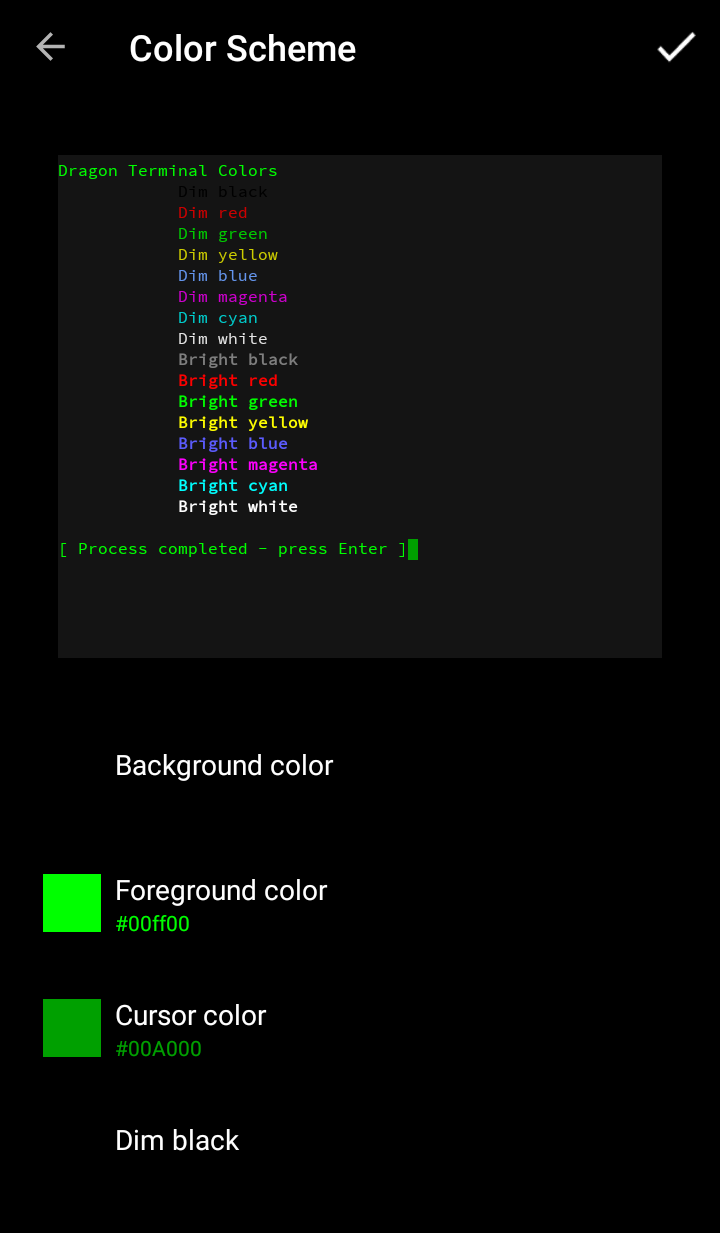 Color Scheme
Dragon Terminal Colors
Dim black
Dim red
Dim green
Dim yellow
Dim blue
Dim magenta
Dim cyan
Dim white
Bright black
Bright red
Bright green
Bright yellow
Bright blue
Bright magenta
Bright cyan
Bright white
[ Process completed - press Enter ]
Background color
Foreground color
#00ff00
Cursor color
#00A000
Dim black